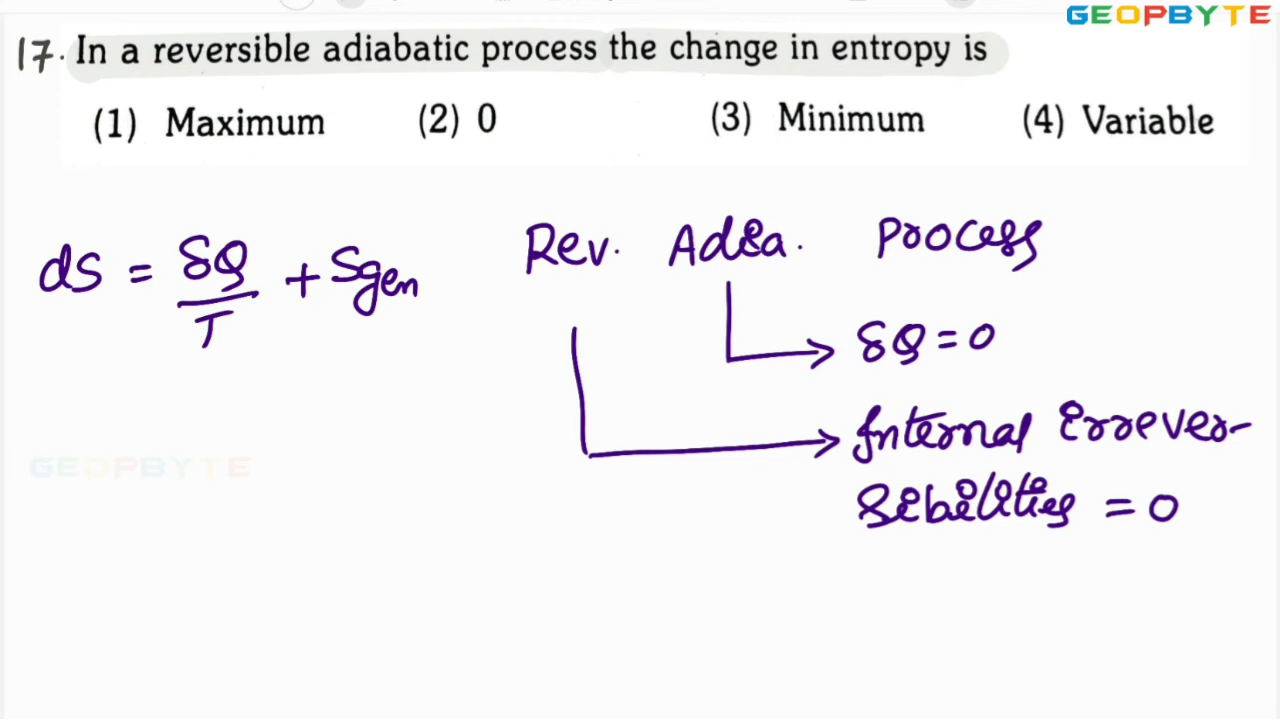 GEOPBYTE
17. In a reversible adiabatic process the change in entropy is
(1) Maximum (2) 0 (3) Minimum (4) Variable
dS = δQ/T + Sgen
Rev. Adia. Process
δQ = 0
Internal irrever-
sibilities = 0
GEOPBYTE